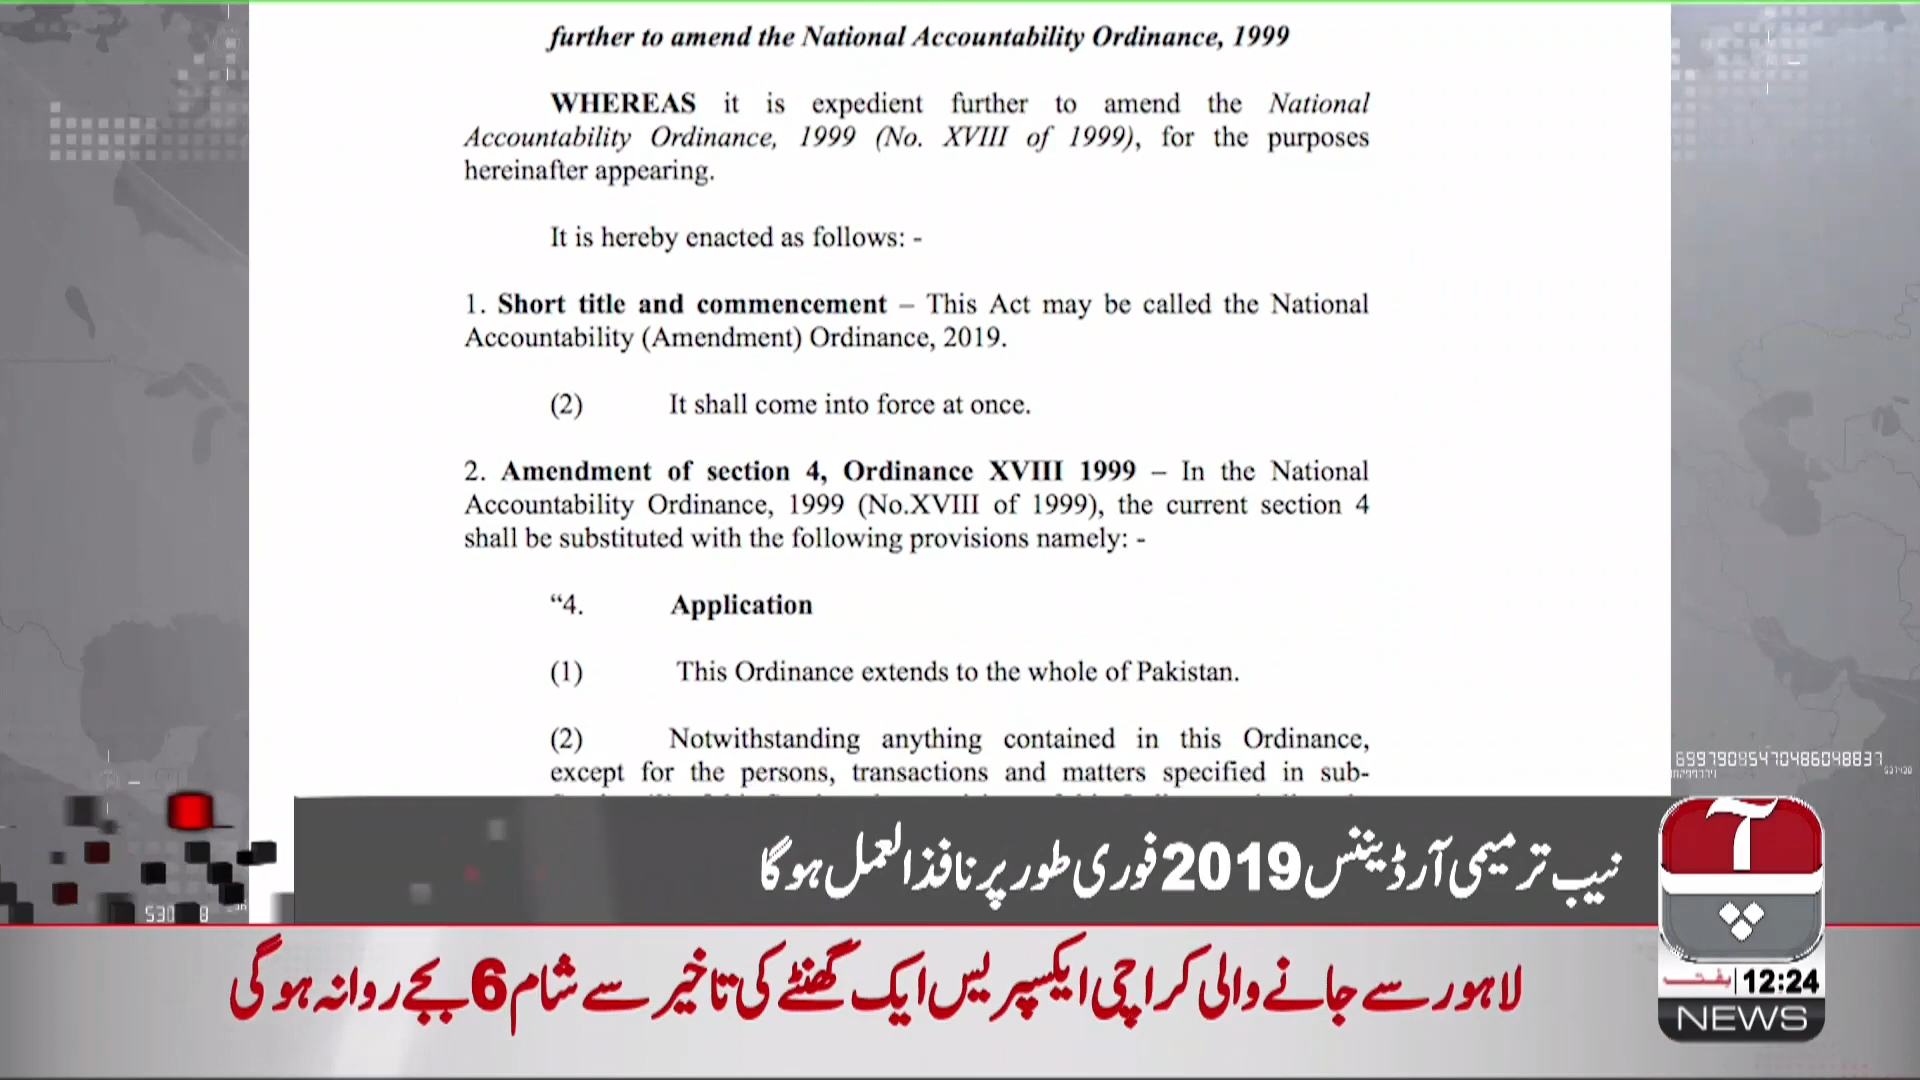 further to amend the National Accountability Ordinance, 1999
WHEREAS it is expedient further to amend the National
Accountability Ordinance, 1999 (No. XVIII of 1999), for the purposes
hereinafter appearing.
It is hereby enacted as follows: -
1. Short title and commencement – This Act may be called the National
Accountability (Amendment) Ordinance, 2019.
(2) It shall come into force at once.
2. Amendment of section 4, Ordinance XVIII 1999 – In the National
Accountability Ordinance, 1999 (No.XVIII of 1999), the current section 4
shall be substituted with the following provisions namely: -
“4. Application
(1) This Ordinance extends to the whole of Pakistan.
(2) Notwithstanding anything contained in this Ordinance,
except for the persons, transactions and matters specified in sub-
69979085470486048837
نیب ترمیمی آرڈیننس 2019 فوری طور پر نافذالعمل ہوگا
لاہور سے جانے والی کراچی ایکسپریس ایک گھنٹے کی تاخیر سے شام 6 بجے روانہ ہوگی
آپ
ہفتہ 12:24
NEWS